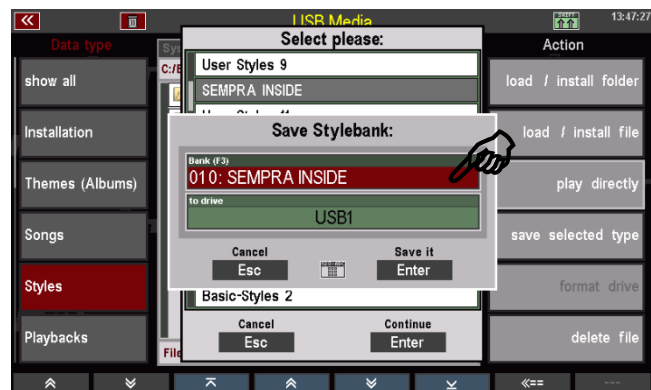 USB Media
13:47:27
Data type
Action
Select please:
show all
Installation
Themes (Albums)
Songs
Styles
Playbacks
C:/
User Styles 9
SEMPRA INSIDE
Save Stylebank:
Bank (F3)
010: SEMPRA INSIDE
to drive
USB1
Cancel
Save it
Esc
Enter
Basic-Styles 2
Cancel
Continue
Esc
Enter
File
load / install folder
load / install file
play directly
save selected type
format drive
delete file
«==
---